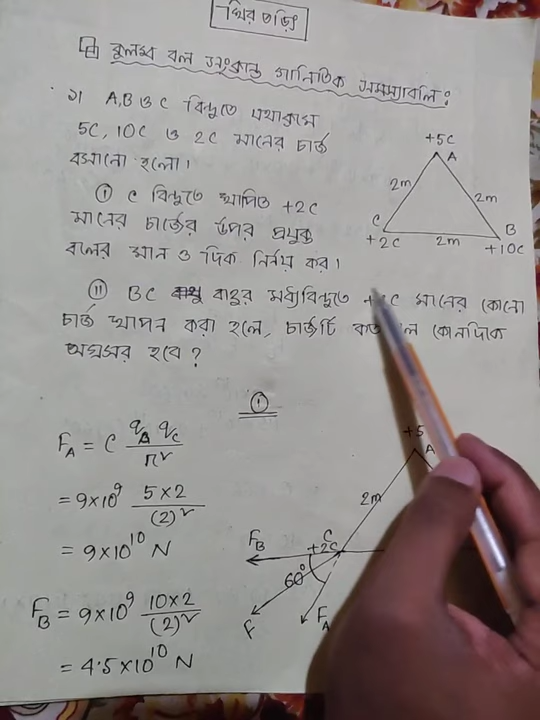 স্থির তড়িৎ
কুলম্ব বল সংক্রান্ত গানিতিক সমস্যাবলি:
১। A,B ও C বিন্দুতে যথাক্রমে
5C, 10C ও 2C মানের চার্জ
বসানো হলো।
+5C
A
2m
2m
C
B
+2C
2m
+10C
i C বিন্দুতে স্থাপিত +2C
মানের চার্জের উপর প্রযুক্ত
বলের মান ও দিক নির্নয় কর।
ii BC বাহুর মধ্যবিন্দুতে মানের কোনো
চার্জ স্থাপন করা হলে, চার্জটি কোনদিকে
অগ্রসর হবে?
i
F_A = C q_A q_C / r²
= 9×10⁹ 5×2 / (2)²
= 9×10¹⁰ N
F_B = 9×10⁹ 10×2 / (2)²
= 4.5×10¹⁰ N
+5
A
2m
C
+2C
F_B
60°
F
F_A